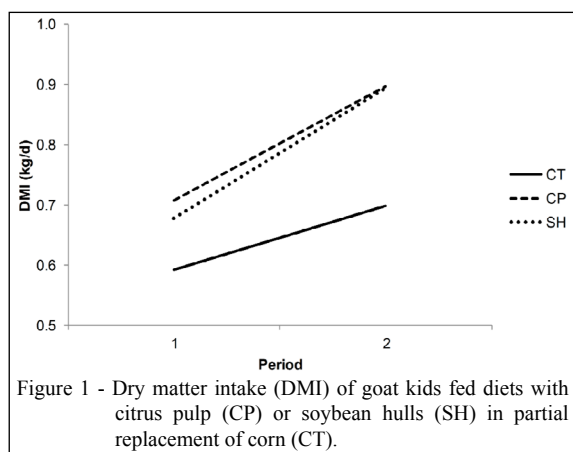 1.0
0.9
0.8
0.7
0.6
0.5
DMI (kg/d)
CT
CP
SH
1
2
Period
Figure 1 - Dry matter intake (DMI) of goat kids fed diets with
citrus pulp (CP) or soybean hulls (SH) in partial
replacement of corn (CT).